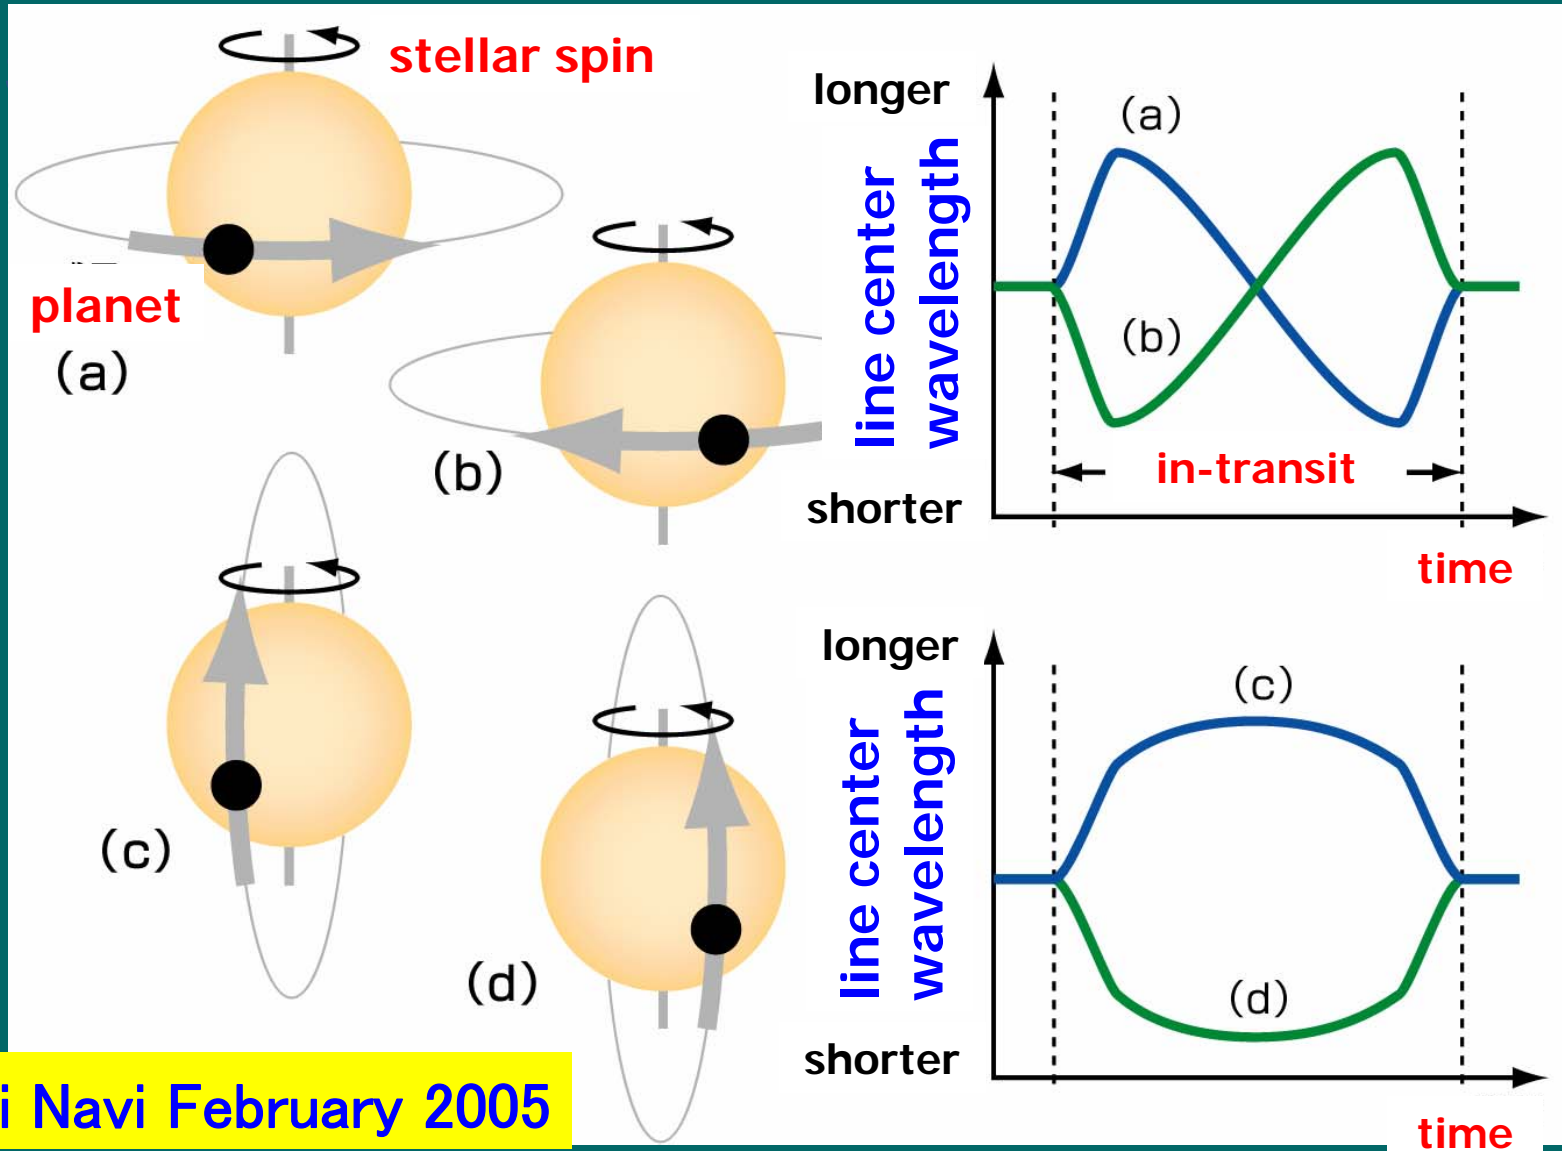 stellar spin
planet
(a)
(b)
(c)
(d)
i Navi February 2005
longer
line center
wavelength
shorter
(a)
(b)
in-transit
time
longer
line center
wavelength
shorter
(c)
(d)
time